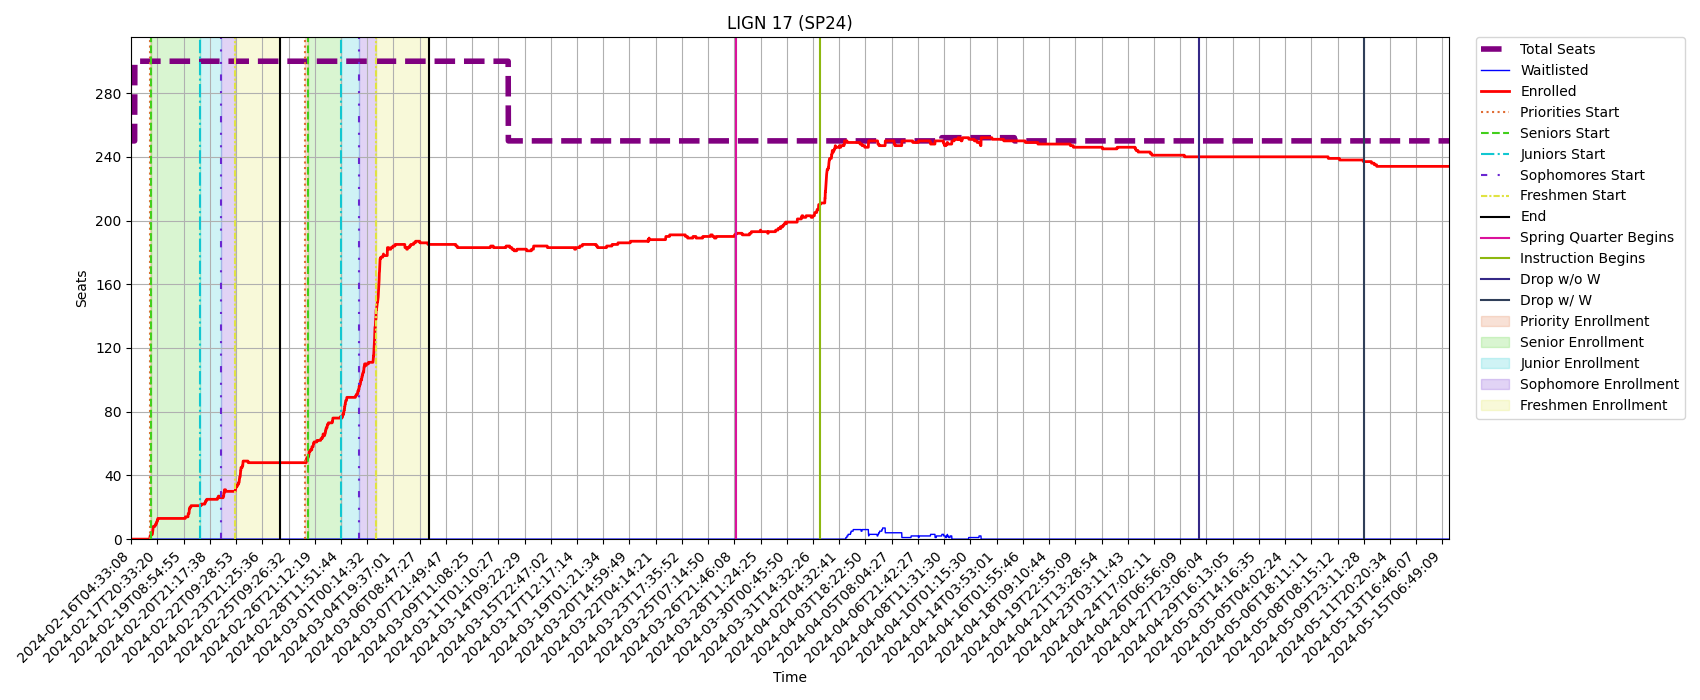 LIGN 17 (SP24)
Seats
280
240
200
160
120
80
40
0
2024-02-16T04:33:08
2024-02-17T20:33:20
2024-02-19T08:54:55
2024-02-20T21:17:38
2024-02-22T09:28:53
2024-02-23T21:25:36
2024-02-25T09:26:32
2024-02-26T21:12:19
2024-02-28T11:51:44
2024-03-01T00:14:32
2024-03-04T19:37:01
2024-03-06T08:47:27
2024-03-07T21:49:47
2024-03-09T11:08:25
2024-03-11T01:10:27
2024-03-14T09:22:29
2024-03-15T22:47:02
2024-03-17T12:17:14
2024-03-19T01:21:34
2024-03-20T14:59:49
2024-03-22T04:14:21
2024-03-23T17:35:52
2024-03-25T07:14:50
2024-03-26T21:46:08
2024-03-28T11:24:25
2024-03-30T00:45:50
2024-03-31T14:32:26
2024-04-02T04:32:41
2024-04-03T18:22:50
2024-04-05T08:04:27
2024-04-06T21:42:27
2024-04-08T11:31:30
2024-04-10T01:15:30
2024-04-14T03:53:01
2024-04-16T01:55:46
2024-04-18T09:10:44
2024-04-19T22:55:09
2024-04-21T13:28:54
2024-04-23T03:11:43
2024-04-24T17:02:11
2024-04-26T06:56:09
2024-04-27T23:06:04
2024-04-29T16:13:05
2024-05-03T14:16:35
2024-05-05T04:02:24
2024-05-06T18:11:11
2024-05-08T08:15:12
2024-05-09T23:11:28
2024-05-11T20:20:34
2024-05-13T16:46:07
2024-05-15T06:49:09
Time
Total Seats
Waitlisted
Enrolled
Priorities Start
Seniors Start
Juniors Start
Sophomores Start
Freshmen Start
End
Spring Quarter Begins
Instruction Begins
Drop w/o W
Drop w/ W
Priority Enrollment
Senior Enrollment
Junior Enrollment
Sophomore Enrollment
Freshmen Enrollment